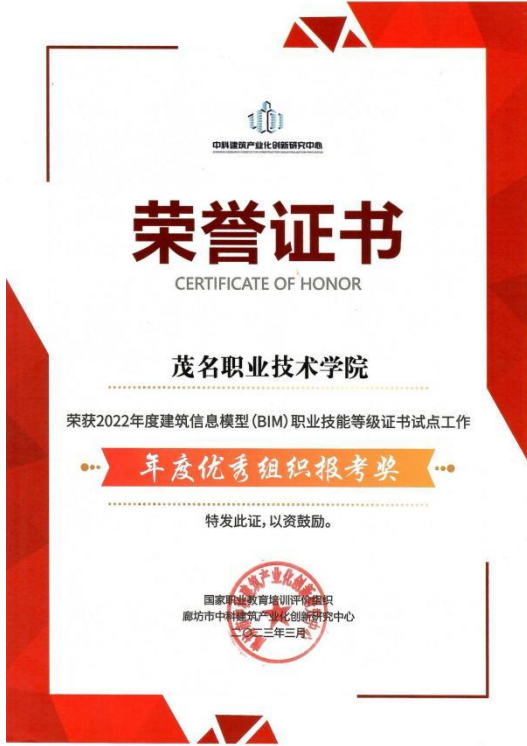 中科建筑产业化创新研究中心
荣誉证书
CERTIFICATE OF HONOR
茂名职业技术学院
荣获2022年度建筑信息模型(BIM)职业技能等级证书试点工作
年度优秀组织报考奖
特发此证,以资鼓励。
国家职业教育培训评价组织
廊坊市中科建筑产业化创新研究中心
二〇二三年三月